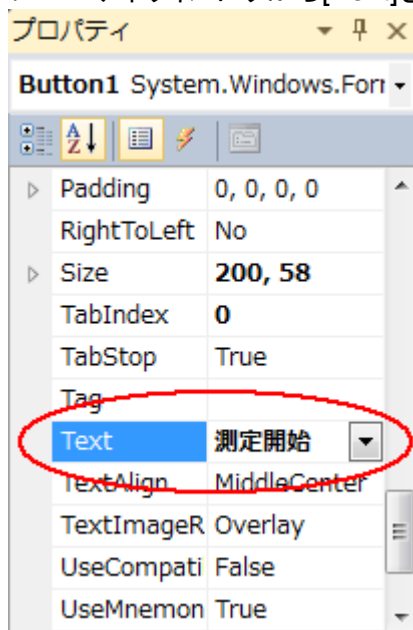 プロパティ
Button1 System.Windows.Forr
Padding 0, 0, 0, 0
RightToLeft No
Size 200, 58
TabIndex 0
TabStop True
Tag
Text 測定開始
TextAlign MiddleCenter
TextImageR Overlay
UseCompati False
UseMnemon True